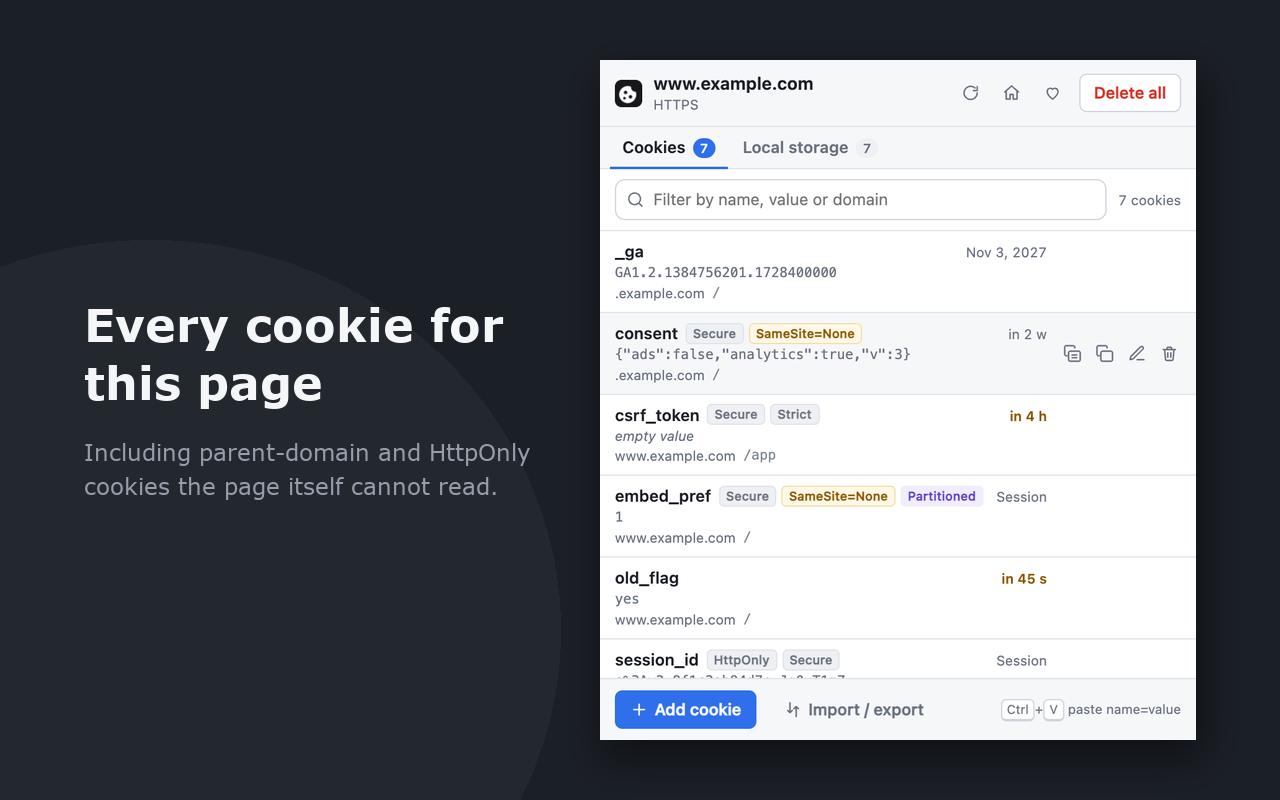 Every cookie for
this page
Including parent-domain and HttpOnly
cookies the page itself cannot read.
www.example.com
HTTPS
Delete all
Cookies 7
Local storage 7
Filter by name, value or domain
7 cookies
_ga
Nov 3, 2027
GA1.2.1384756201.1728400000
.example.com /
consent Secure SameSite=None
in 2 w
{"ads":false,"analytics":true,"v":3}
.example.com /
csrf_token Secure Strict
in 4 h
empty value
www.example.com /app
embed_pref Secure SameSite=None Partitioned
Session
1
www.example.com /
old_flag
in 45 s
yes
www.example.com /
session_id HttpOnly Secure
Session
Add cookie
Import / export
Ctrl+V paste name=value